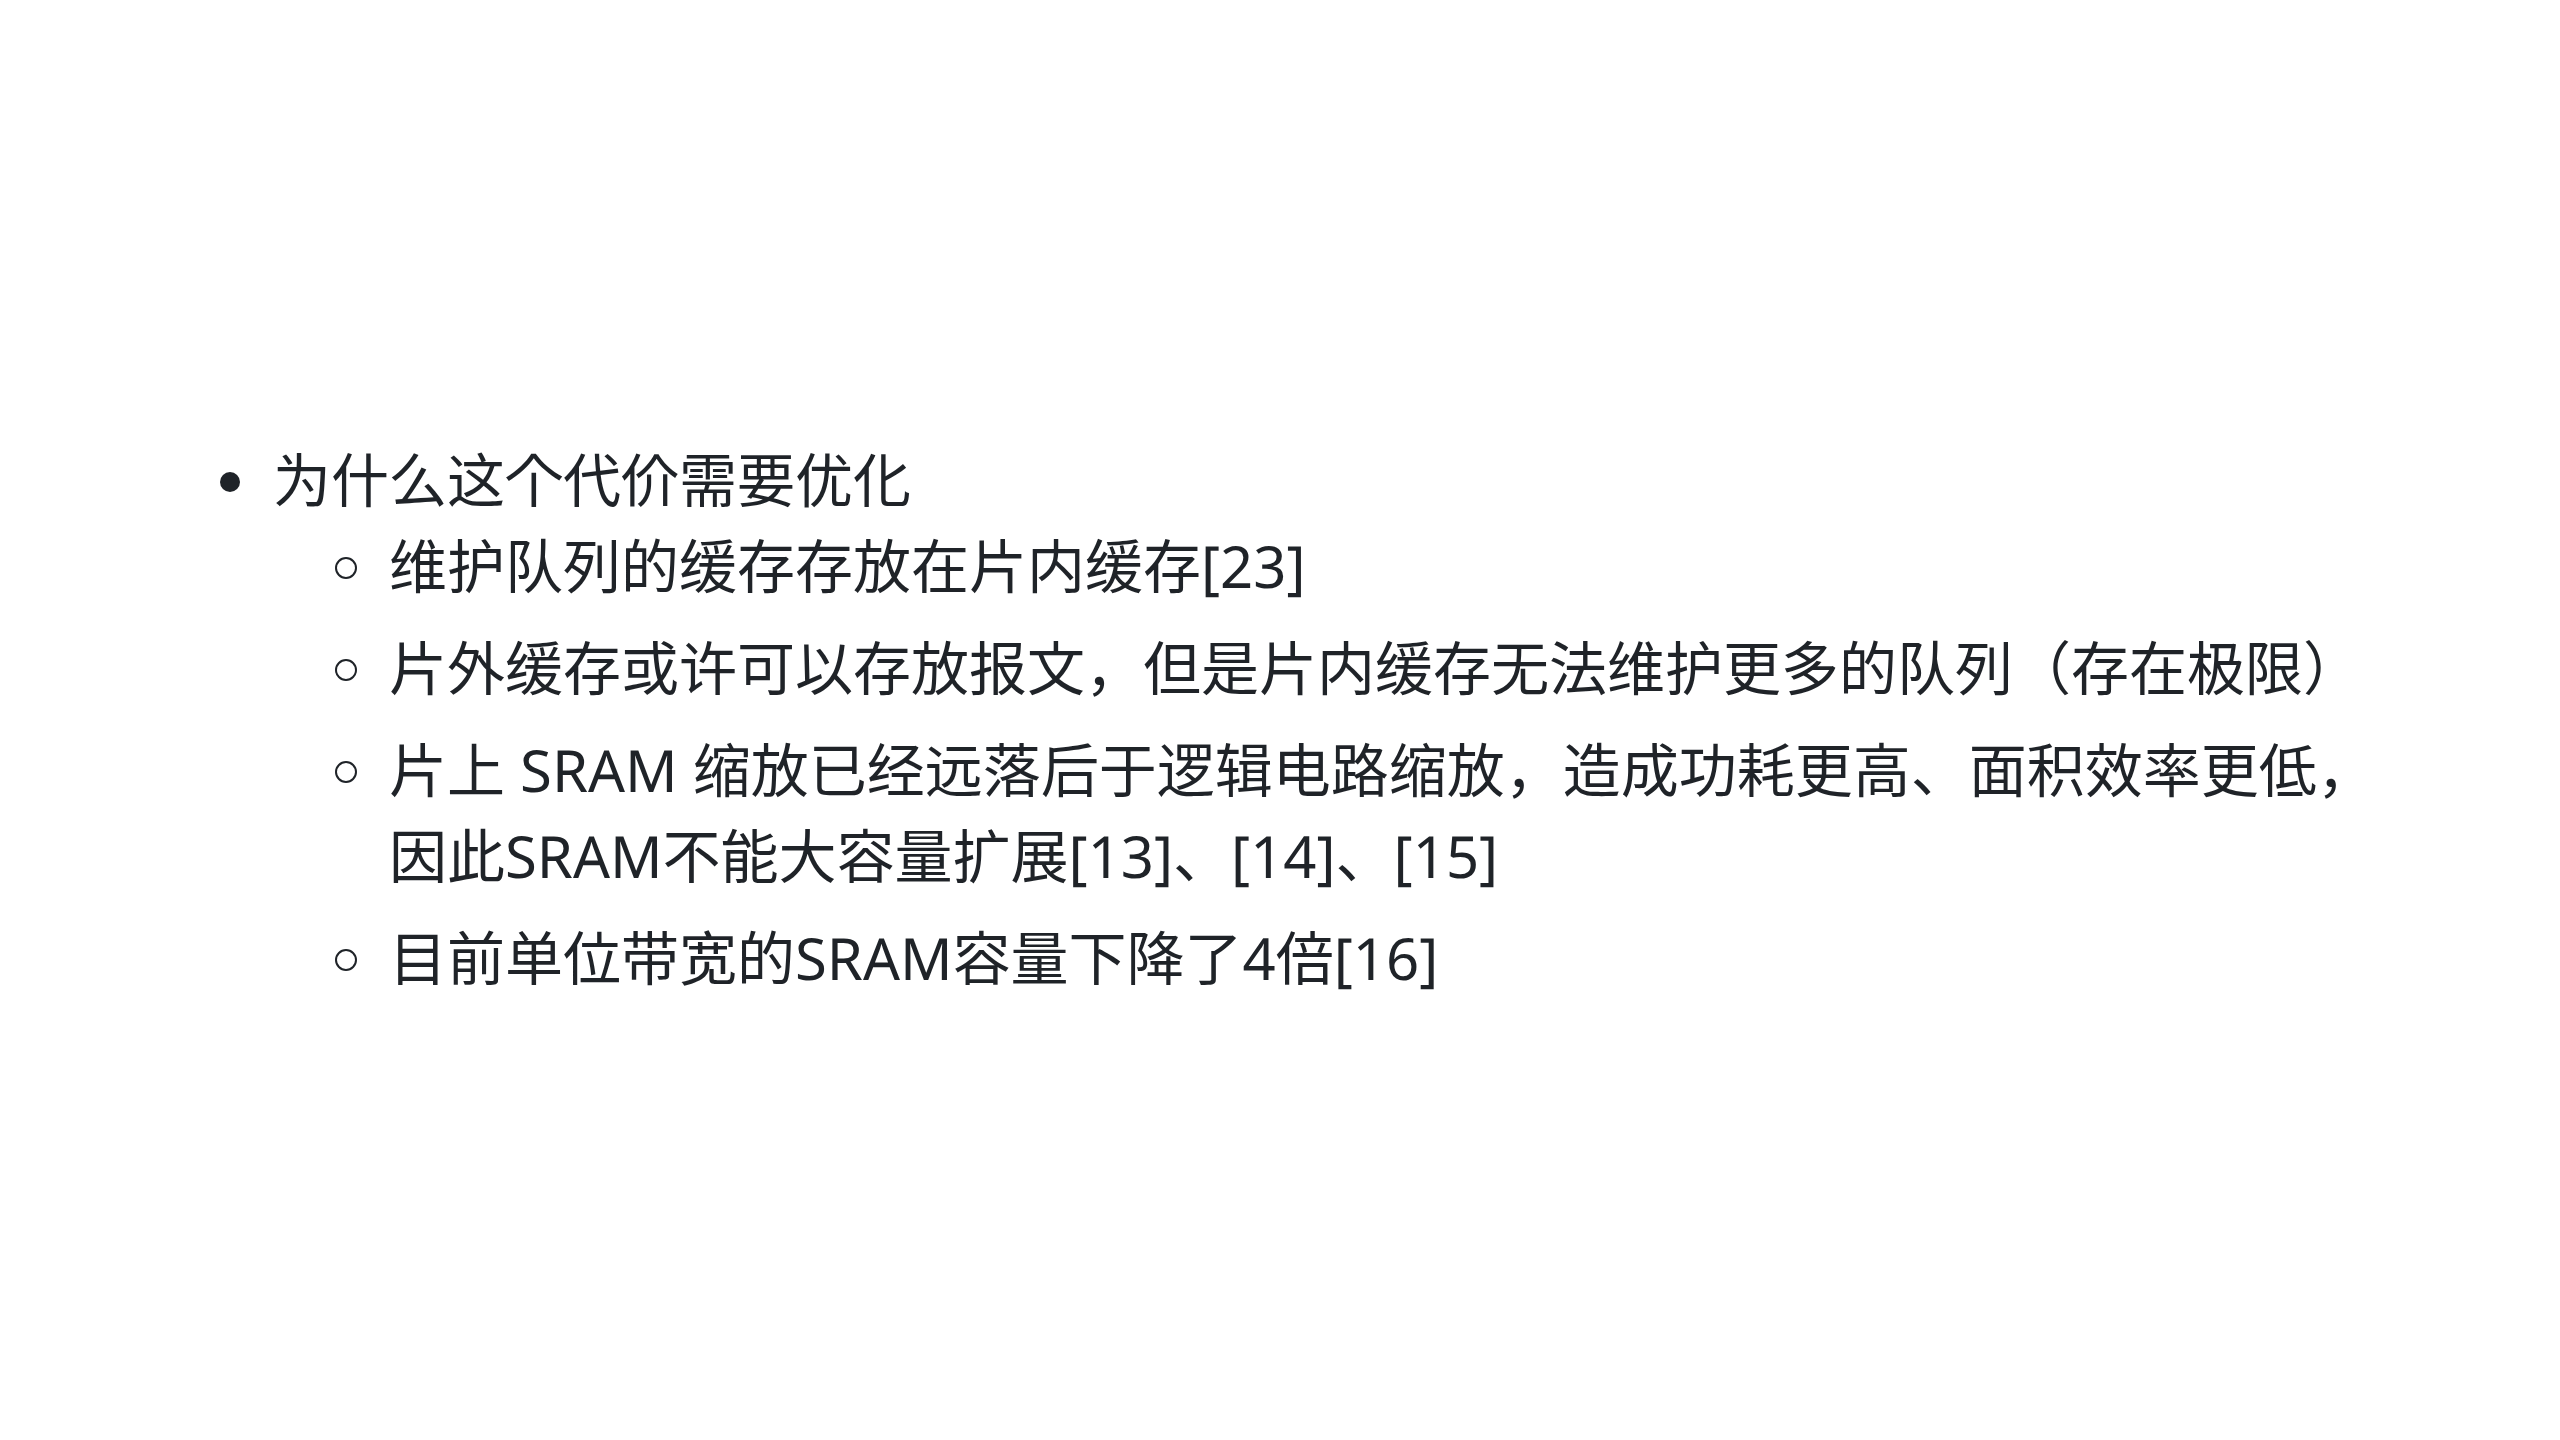 为什么这个代价需要优化
维护队列的缓存存放在片内缓存[23]
片外缓存或许可以存放报文，但是片内缓存无法维护更多的队列（存在极限）
片上 SRAM 缩放已经远落后于逻辑电路缩放，造成功耗更高、面积效率更低，
因此SRAM不能大容量扩展[13]、[14]、[15]
目前单位带宽的SRAM容量下降了4倍[16]